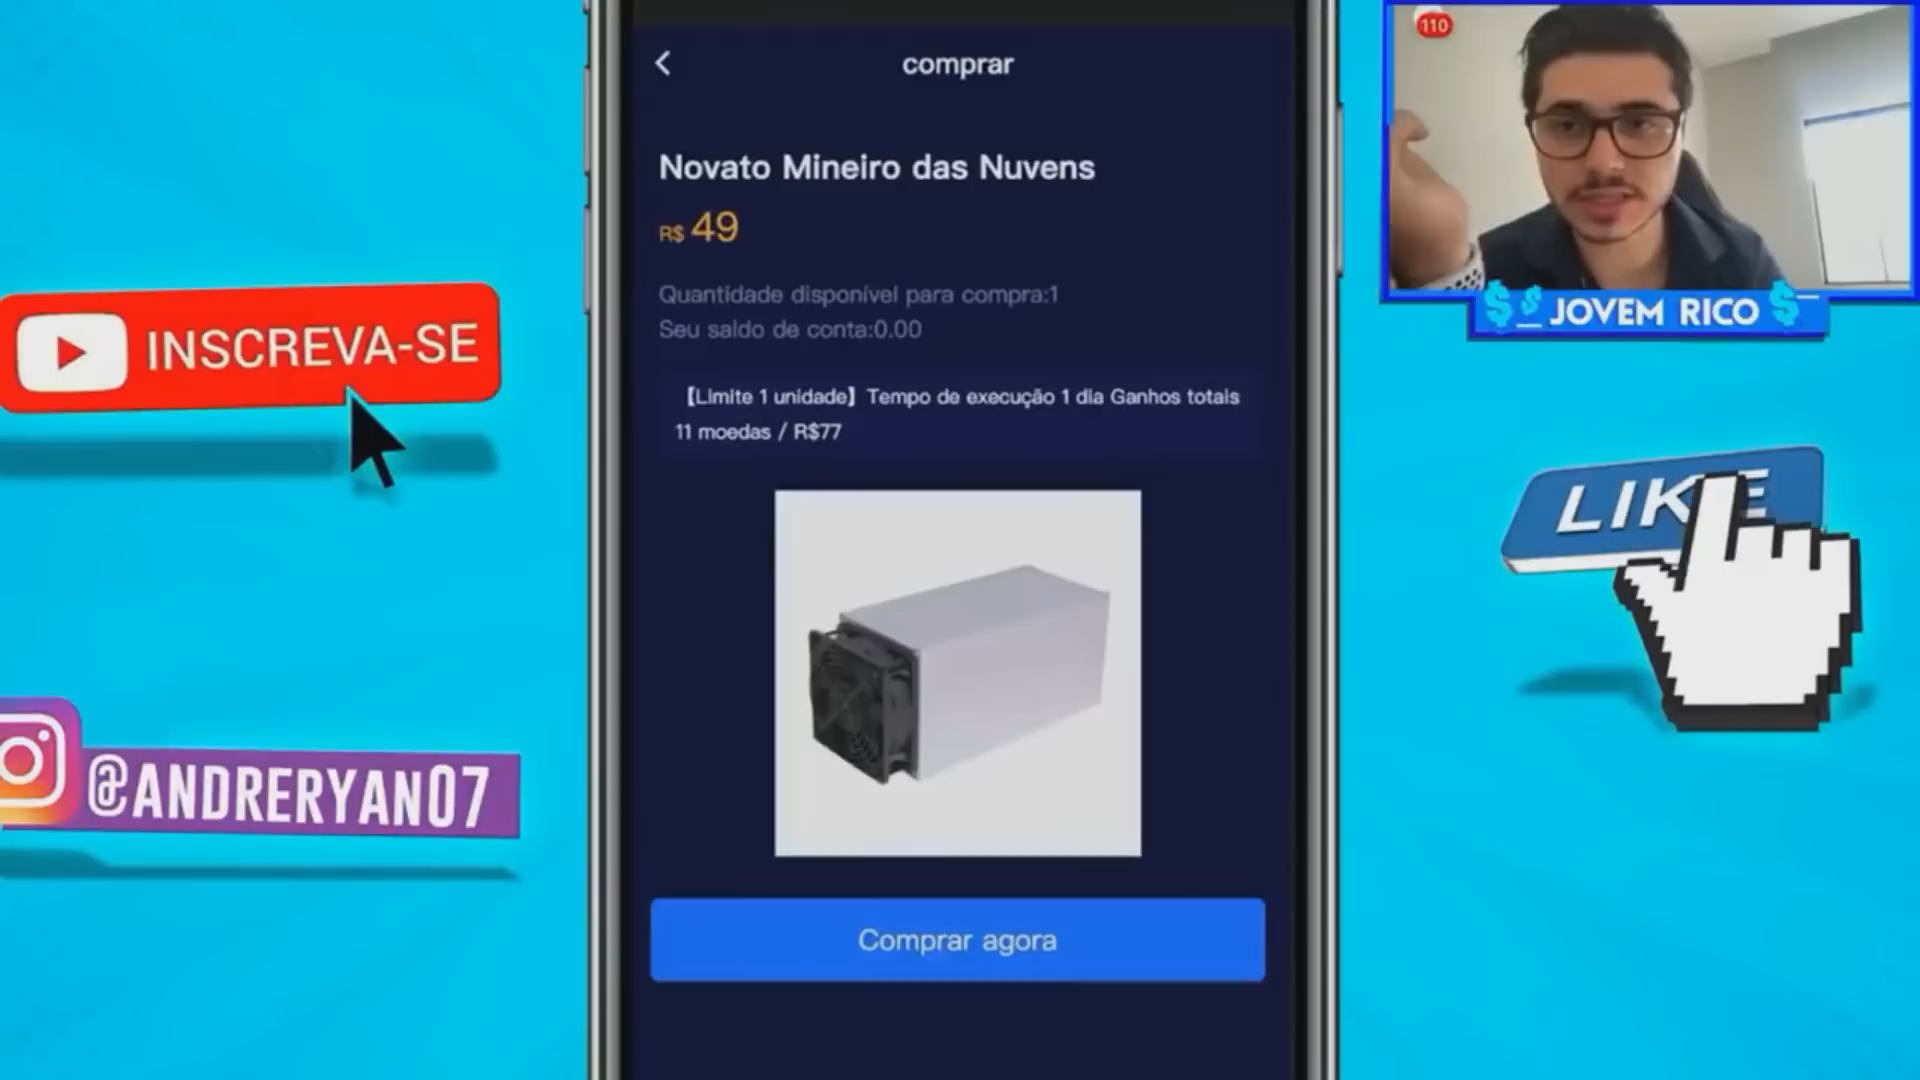 110
comprar
Novato Mineiro das Nuvens
R$ 49
Quantidade disponível para compra:1
Seu saldo de conta:0.00
【Limite 1 unidade】Tempo de execução 1 dia Ganhos totais
11 moedas / R$77
Comprar agora
INSCREVA-SE
@ANDRERYAN07
$ $ _ JOVEM RICO $ _
LIKE